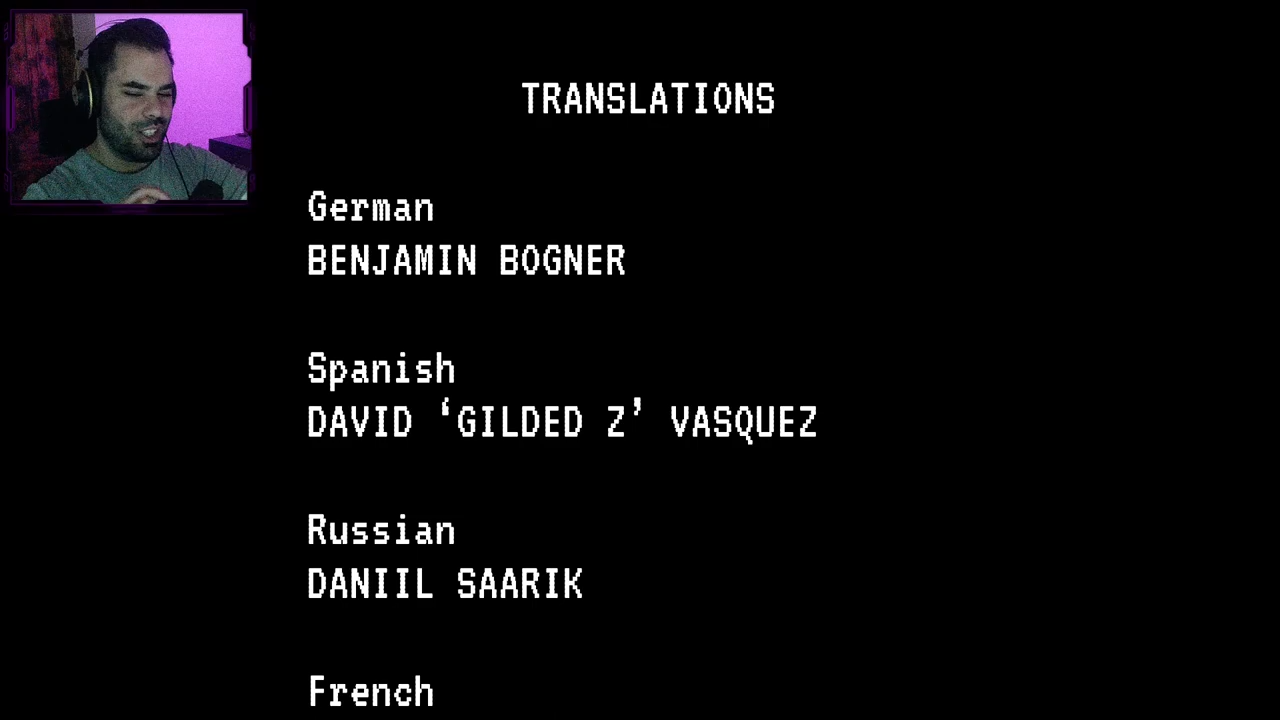 TRANSLATIONS
German
BENJAMIN BOGNER
Spanish
DAVID ‘GILDED Z’ VASQUEZ
Russian
DANIIL SAARIK
French